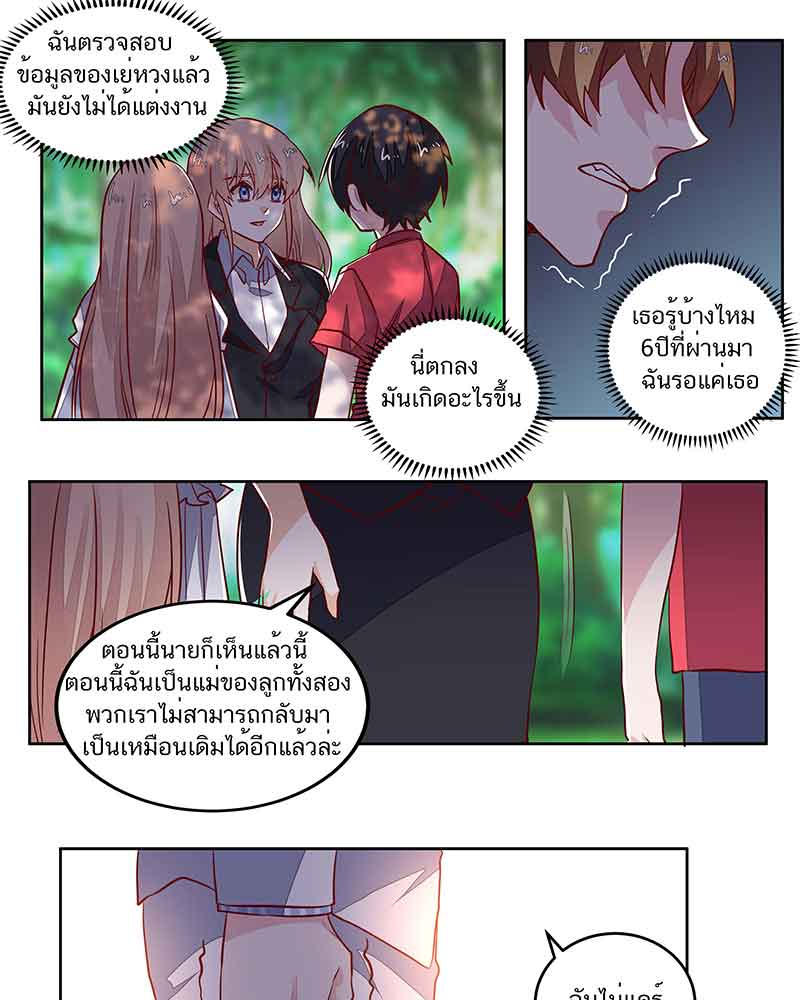 ฉันตรวจสอบ
ข้อมูลของเย่หวงแล้ว
มันยังไม่ได้แต่งงาน
นี่ตกลง
มันเกิดอะไรขึ้น
เธอรู้บ้างไหม
6ปีที่ผ่านมา
ฉันรอแค่เธอ
ตอนนี้นายก็เห็นแล้วนี้
ตอนนี้ฉันเป็นแม่ของลูกทั้งสอง
พวกเราไม่สามารถกลับมา
เป็นเหมือนเดิมได้อีกแล้วล่ะ
ฉันไม่แคร์